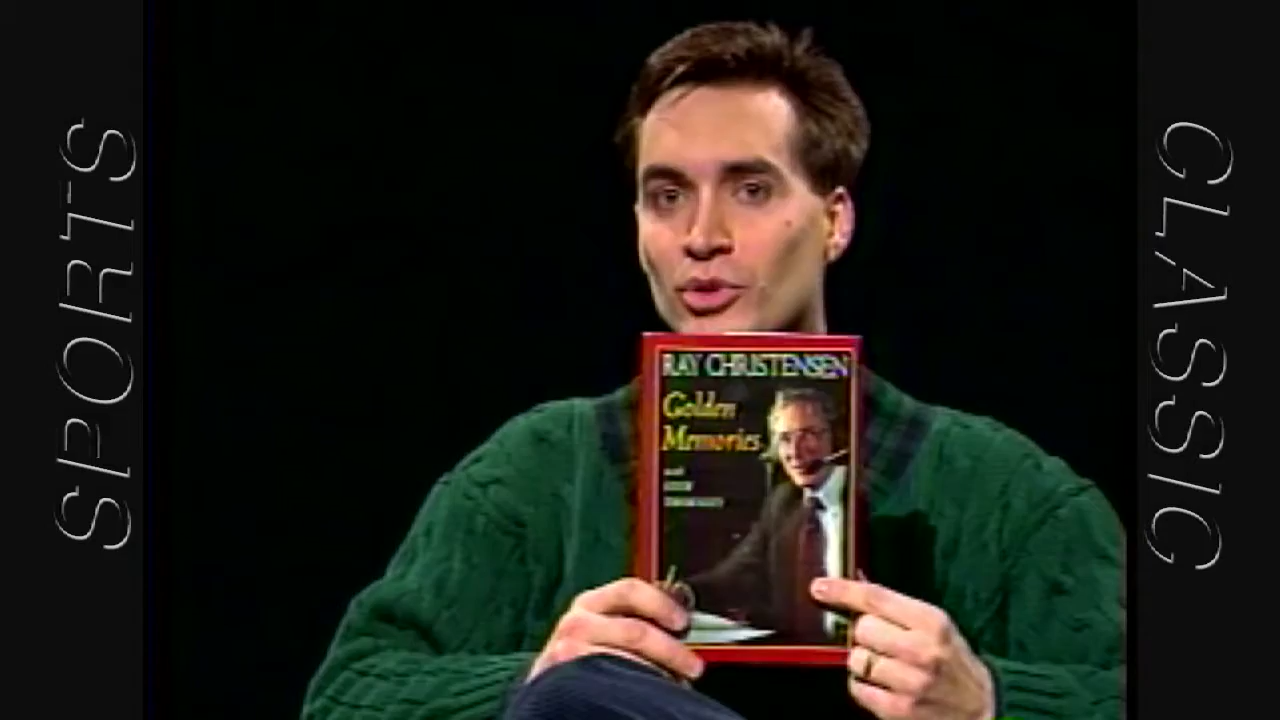 SPORTS
RAY CHRISTENSEN
Golden
Memories
CLASSIC